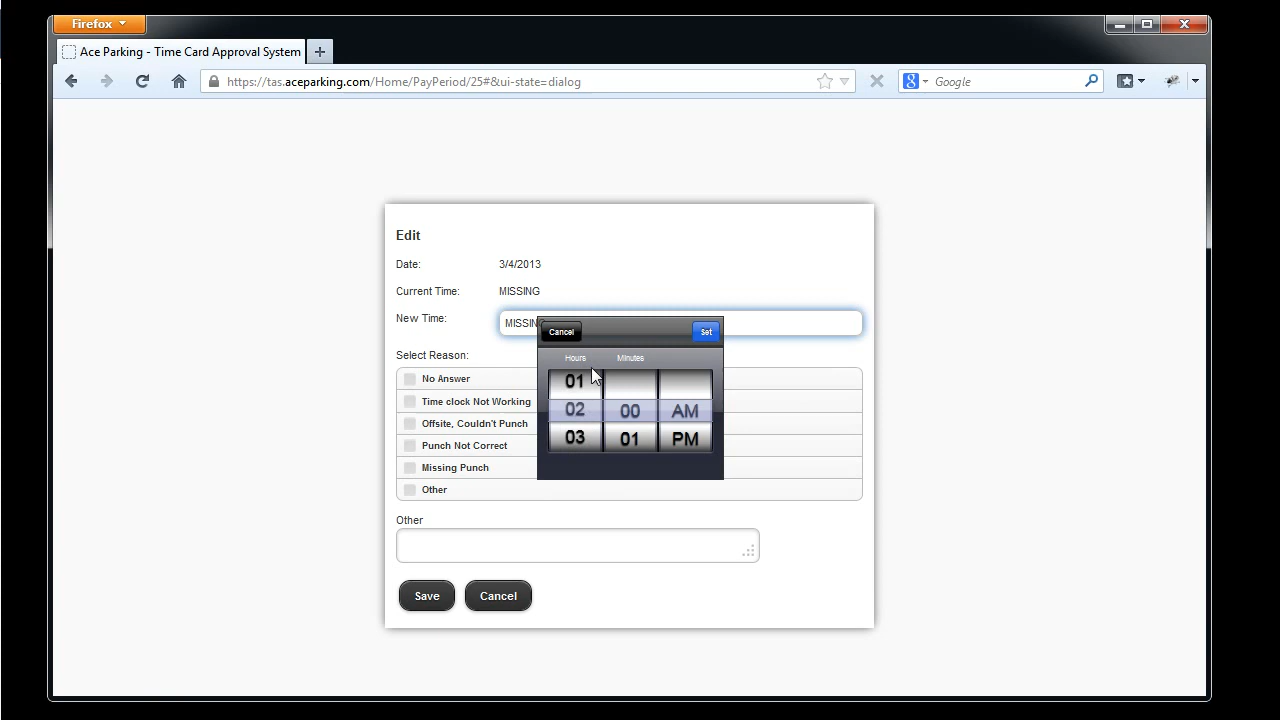 Firefox
Ace Parking - Time Card Approval System
https://tas.aceparking.com/Home/PayPeriod/25#&ui-state=dialog
Google
Edit
Date: 3/4/2013
Current Time: MISSING
New Time:
Cancel Set
Select Reason:
Hours Minutes
No Answer
01
Time clock Not Working
02 00 AM
Offsite, Couldn't Punch
03 01 PM
Punch Not Correct
Missing Punch
Other
Other
Save Cancel